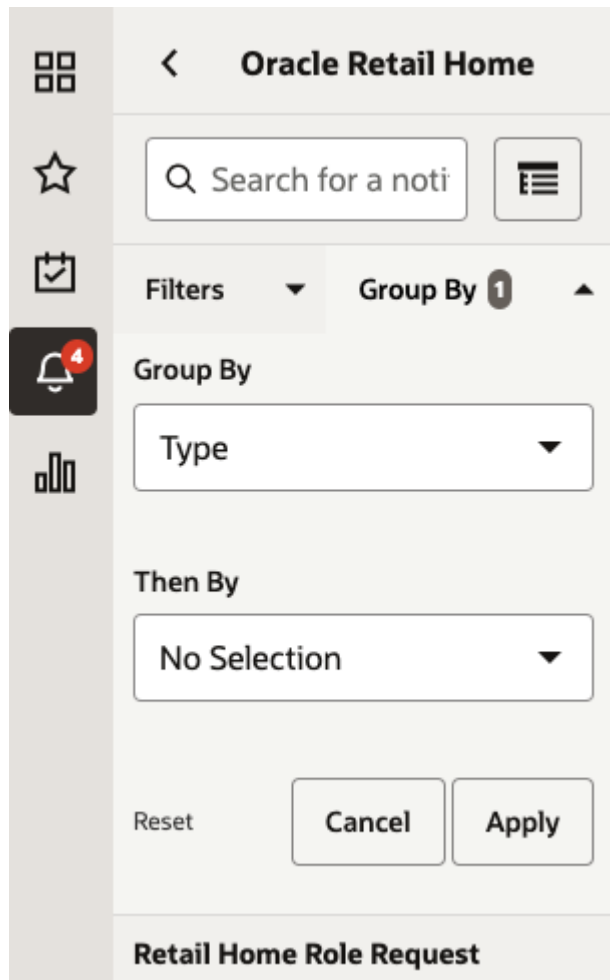 Oracle Retail Home
Search for a noti
Filters
Group By 1
4
Group By
Type
Then By
No Selection
Reset
Cancel
Apply
Retail Home Role Request